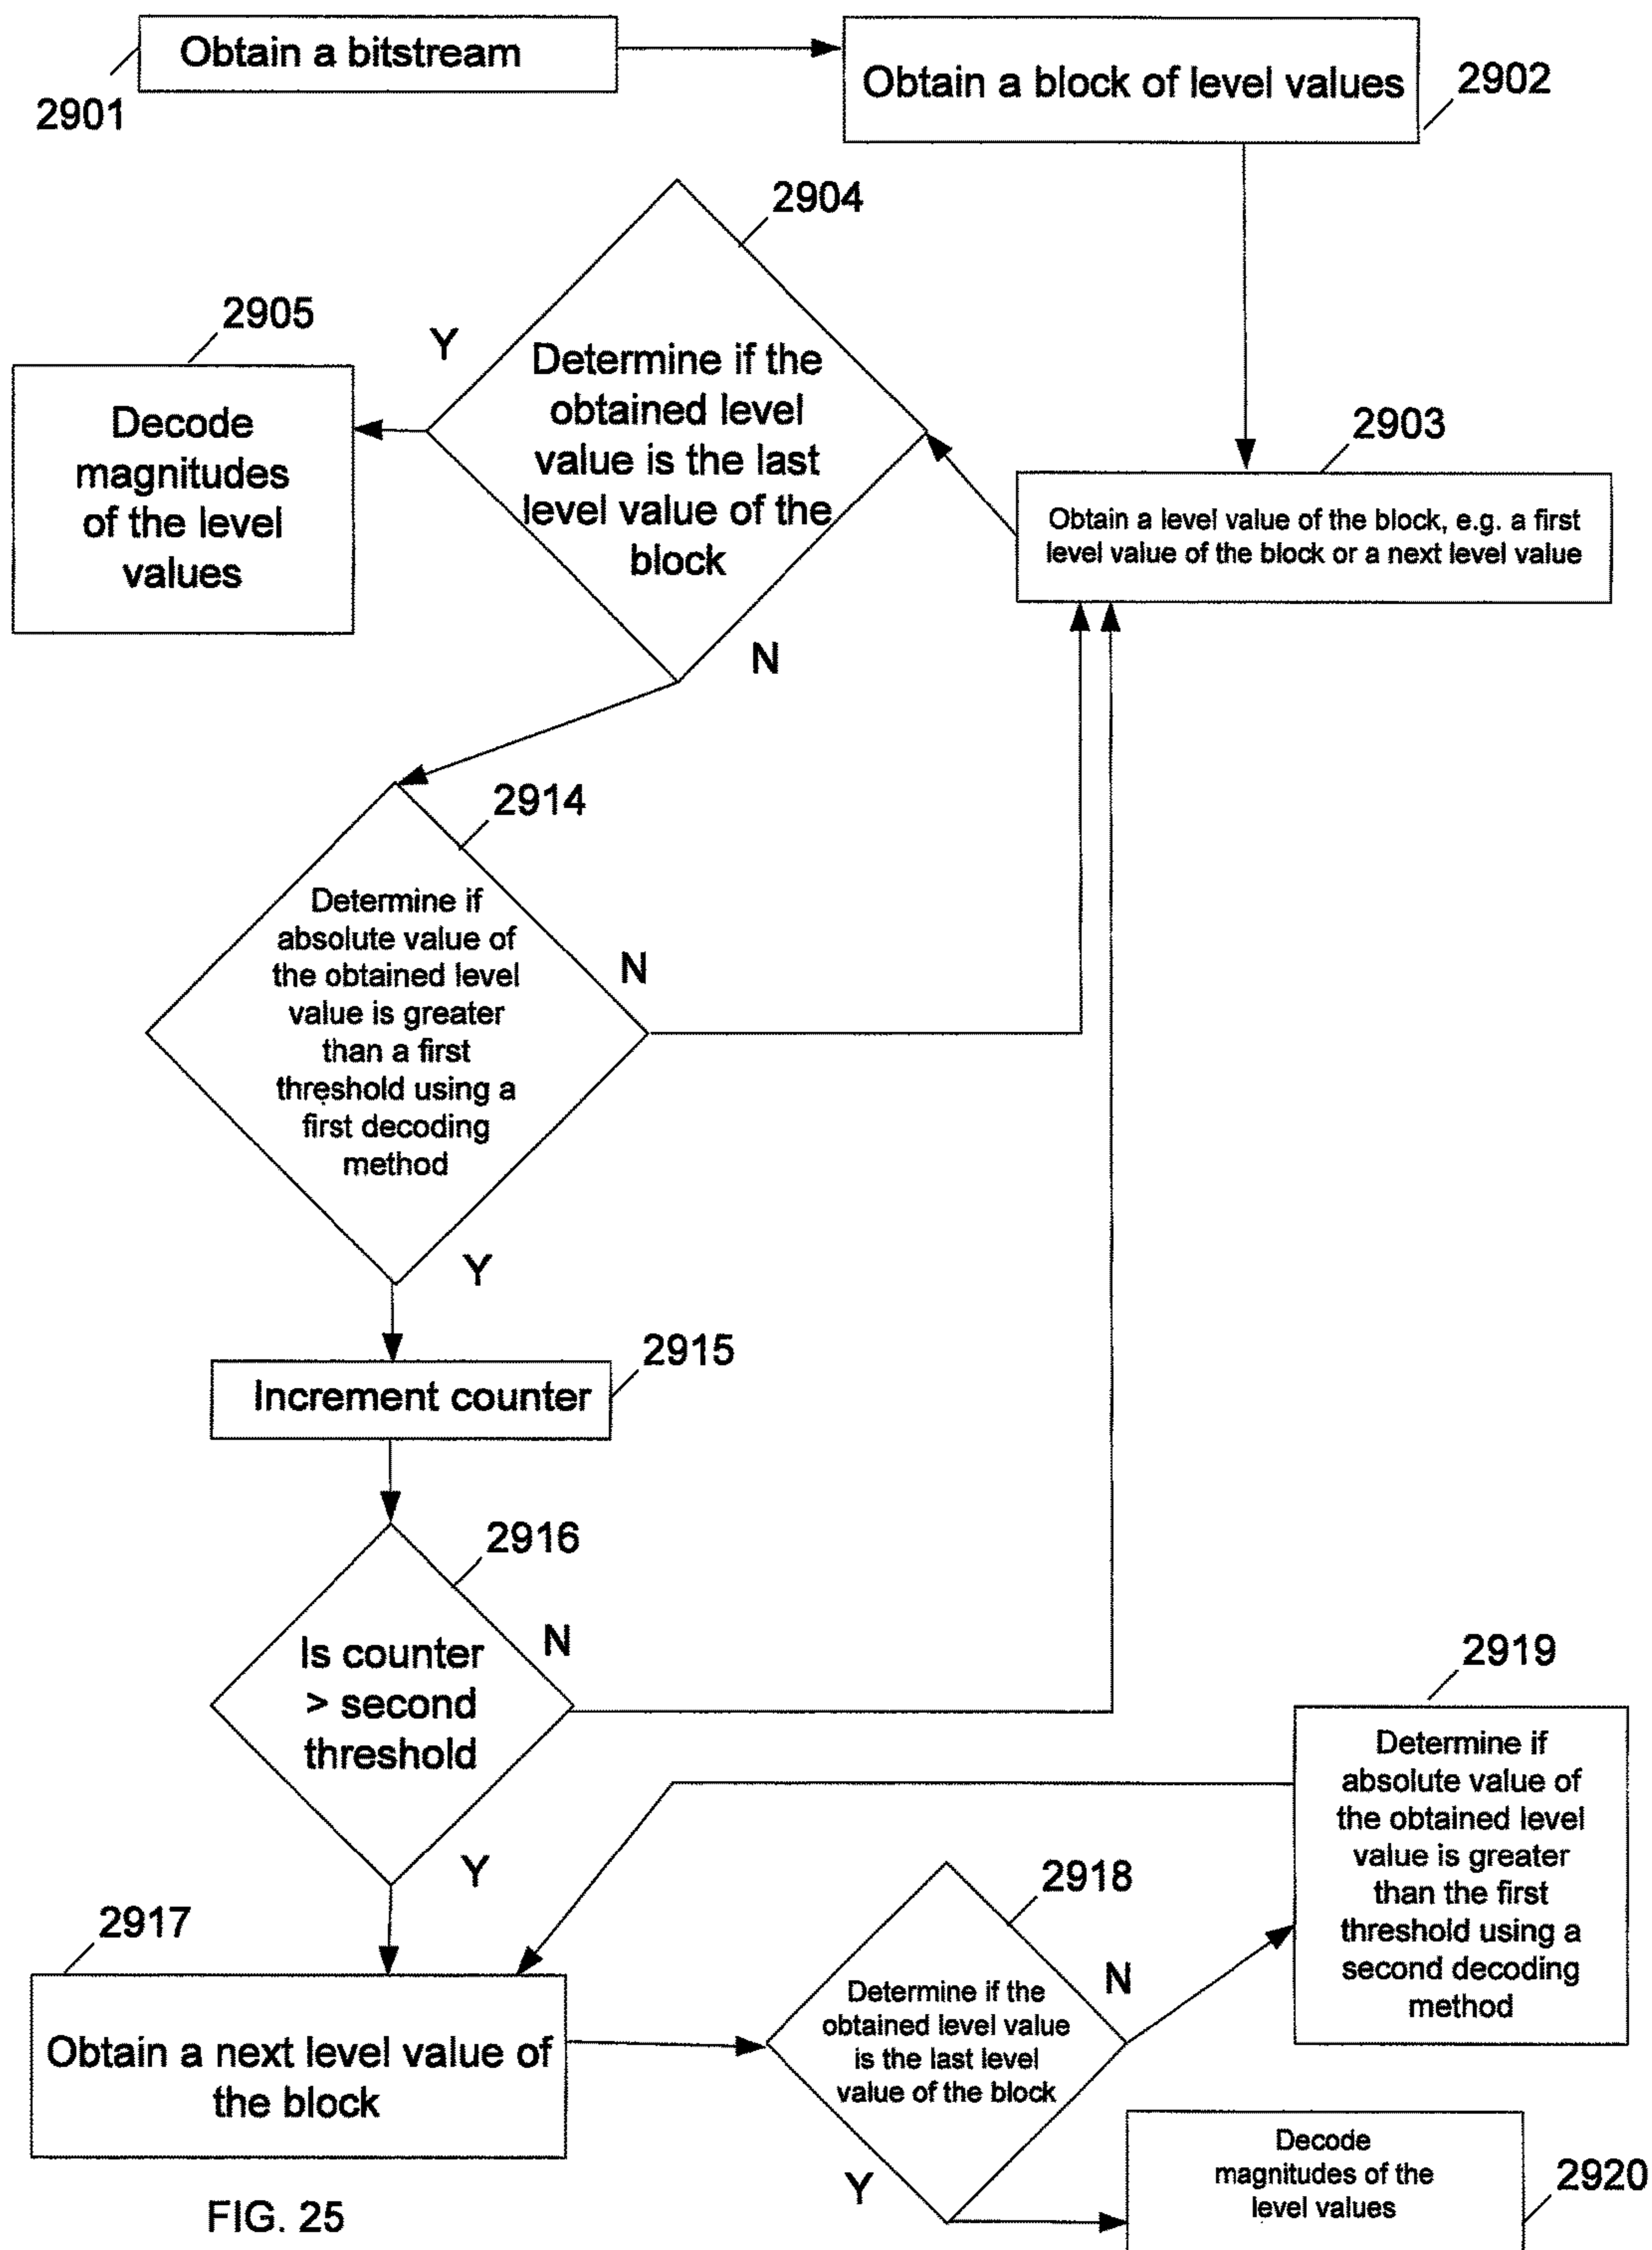 Obtain a bitstream
2901
Obtain a block of level values
2902
2904
Determine if the
obtained level
value is the last
level value of the
block
Y
N
2905
Decode
magnitudes
of the level
values
2903
Obtain a level value of the block, e.g. a first
level value of the block or a next level value
2914
Determine if
absolute value of
the obtained level
value is greater
than a first
threshold using a
first decoding
method
N
Y
2915
Increment counter
2916
Is counter
> second
threshold
N
Y
2917
Obtain a next level value of
the block
2918
Determine if the
obtained level value
is the last level
value of the block
N
Y
2919
Determine if
absolute value of
the obtained level
value is greater
than the first
threshold using a
second decoding
method
Decode
magnitudes of the
level values
2920
FIG. 25